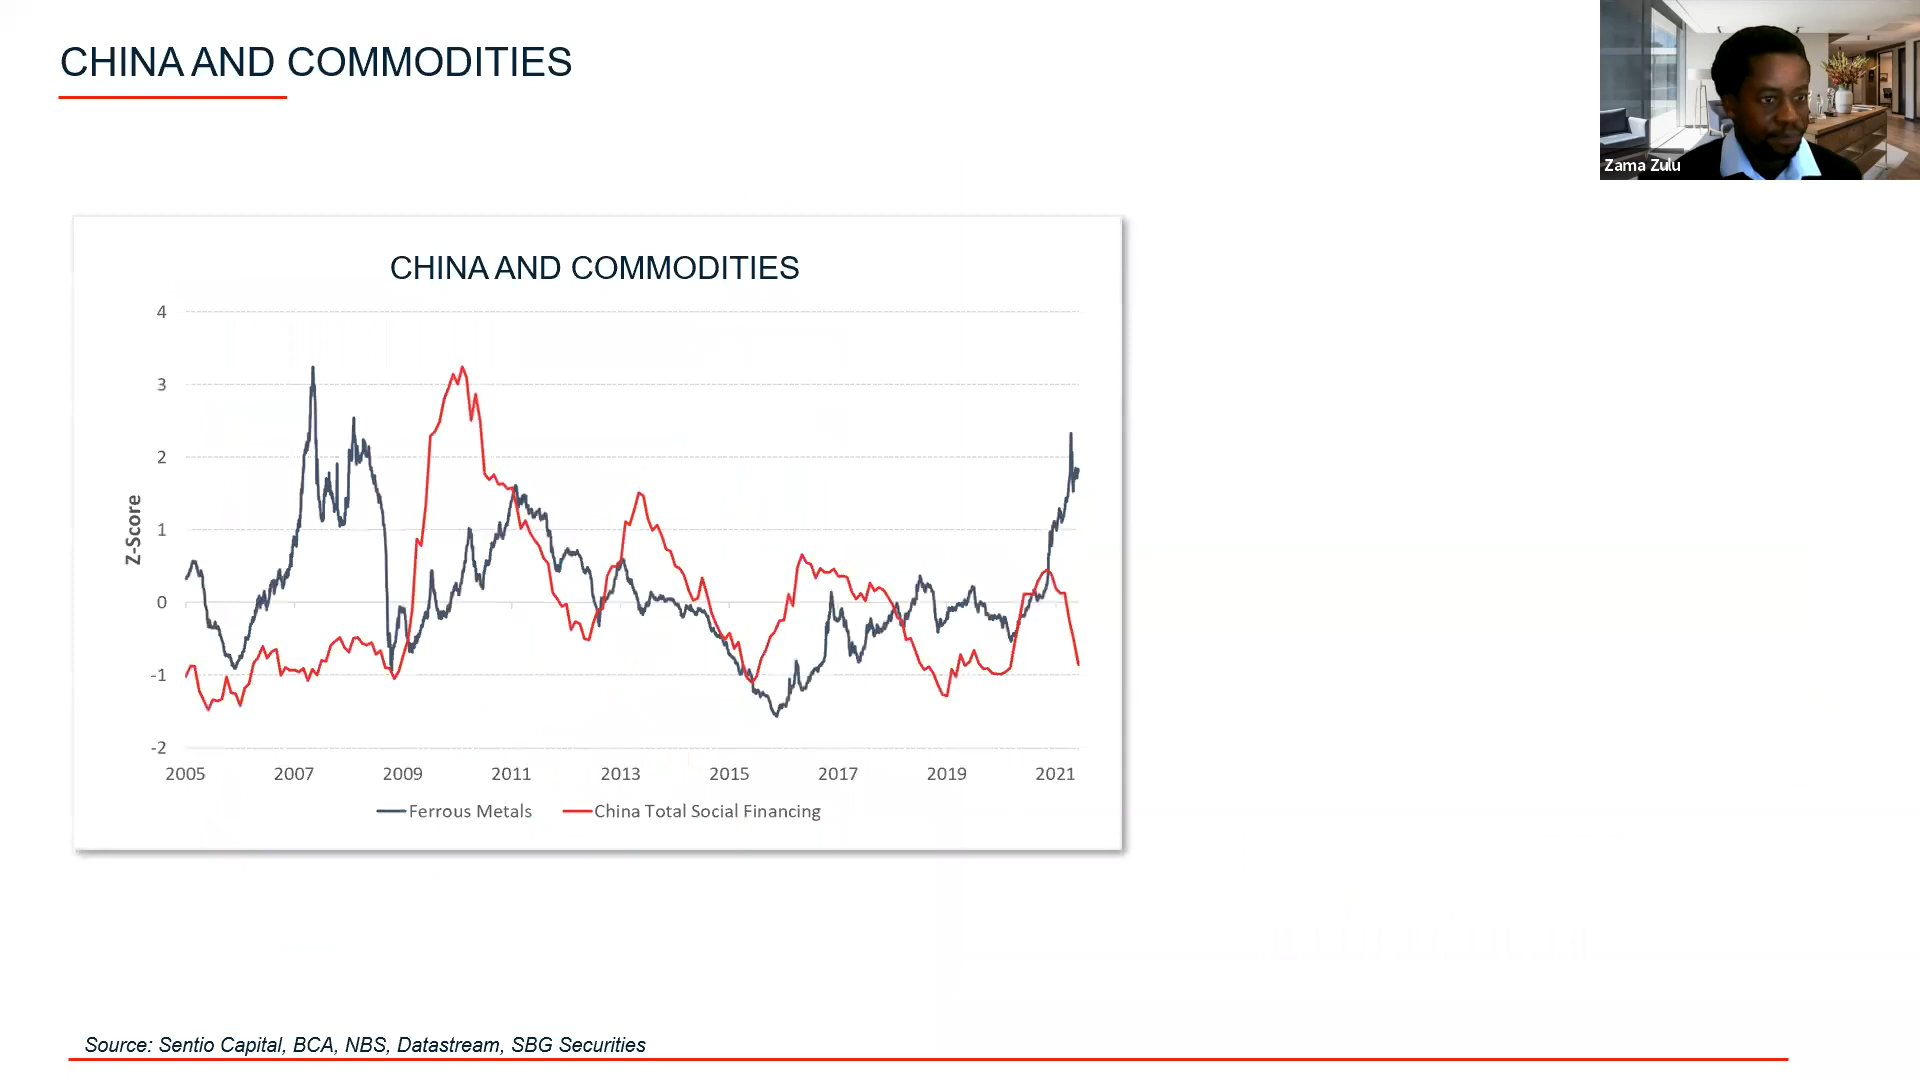 CHINA AND COMMODITIES
Zama Zulu
CHINA AND COMMODITIES
4
3
2
1
0
-1
-2
Z-Score
2005 2007 2009 2011 2013 2015 2017 2019 2021
Ferrous Metals China Total Social Financing
Source: Sentio Capital, BCA, NBS, Datastream, SBG Securities